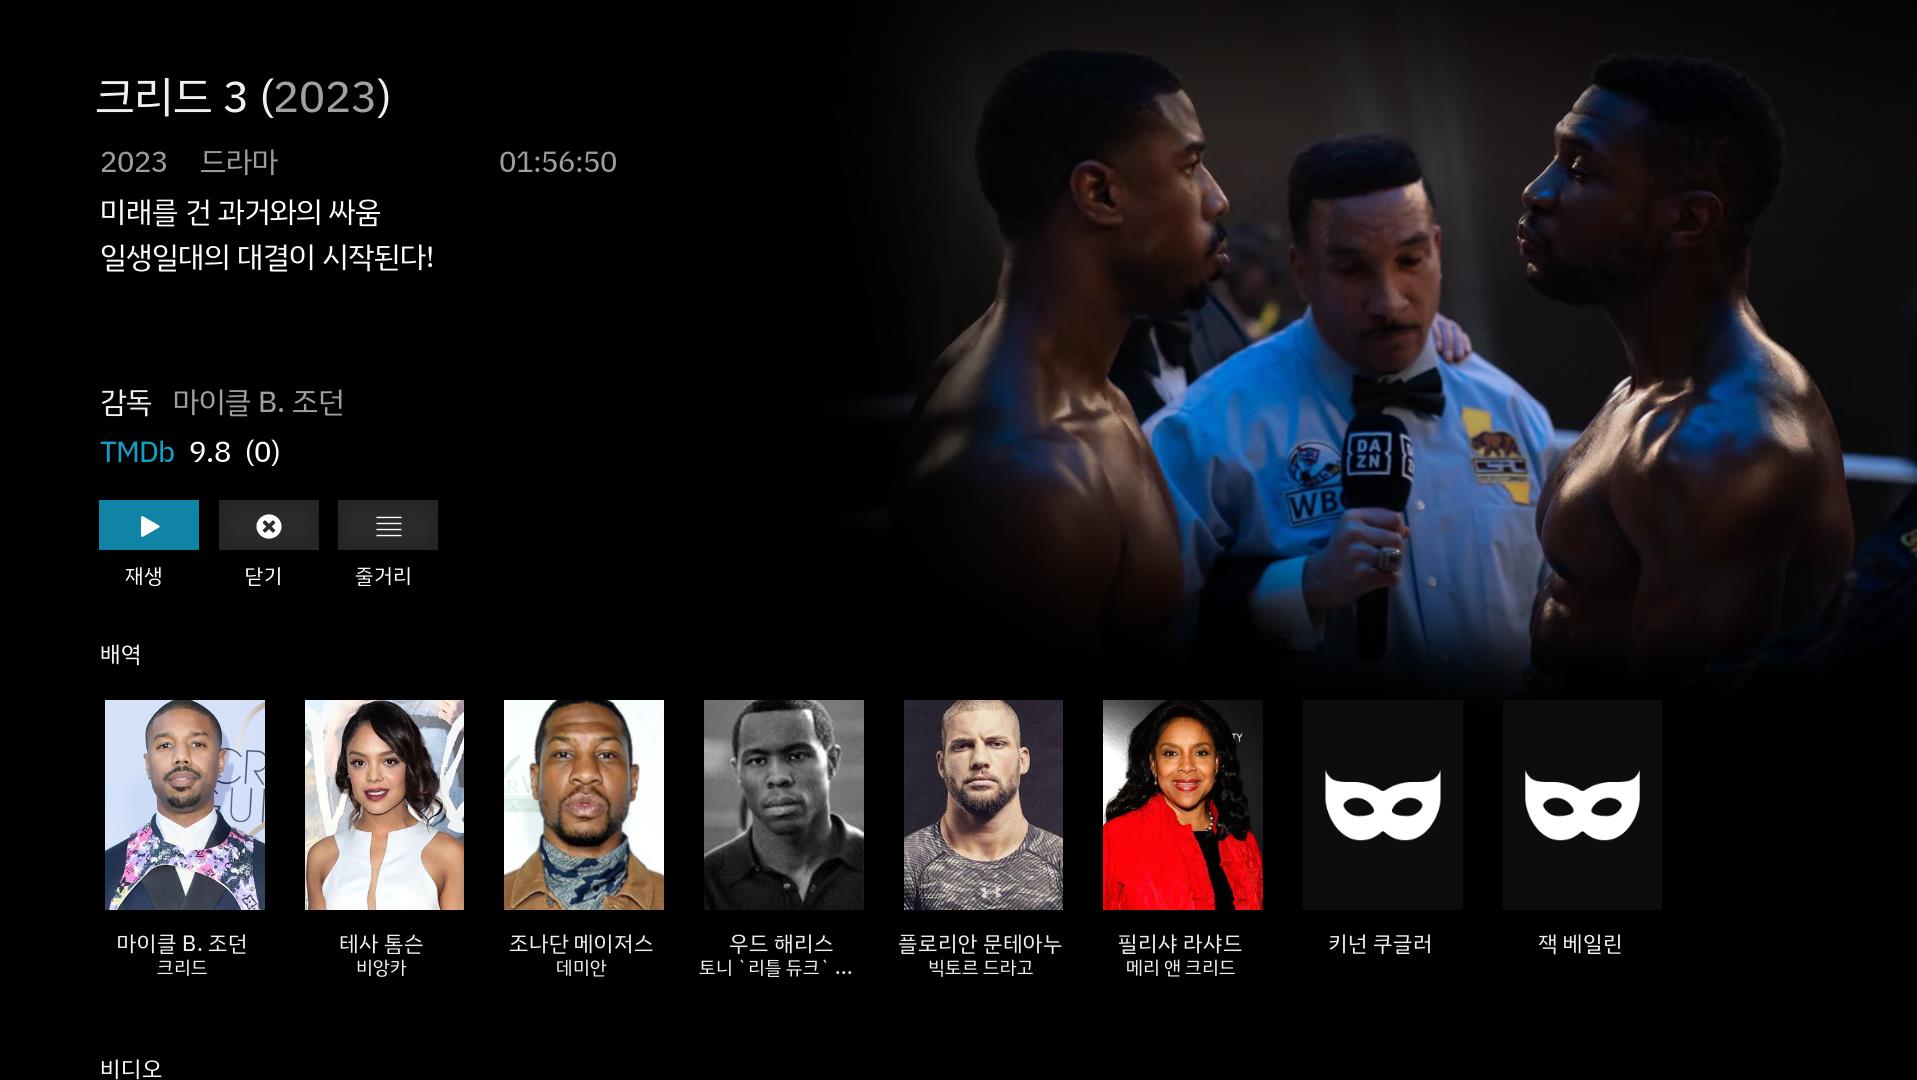 크리드 3 (2023)
2023 드라마 01:56:50
미래를 건 과거와의 싸움
일생일대의 대결이 시작된다!
감독 마이클 B. 조던
TMDb 9.8 (0)
재생 닫기 줄거리
DA
ZN
WB
배역
CR
GUI
TY
마이클 B. 조던
크리드
테사 톰슨
비앙카
조나단 메이저스
데미안
우드 해리스
토니 `리틀 듀크` ...
플로리안 문테아누
빅토르 드라고
필리샤 라샤드
메리 앤 크리드
키넌 쿠글러
잭 베일린
비디오